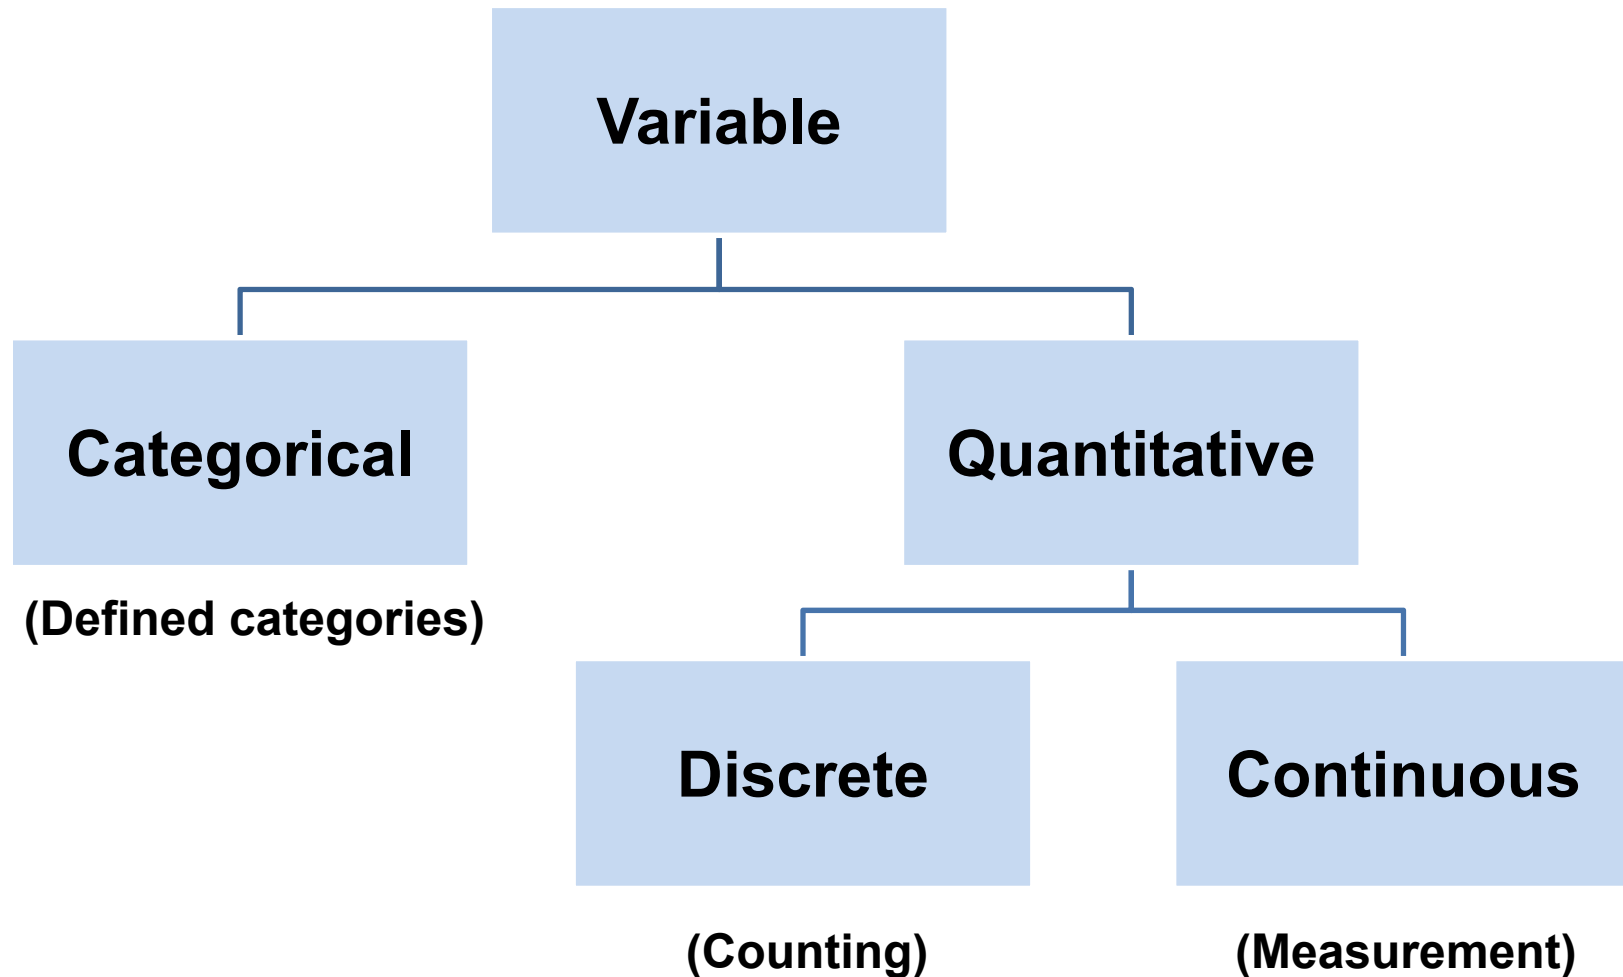 Variable
Categorical
Quantitative
(Defined categories)
Discrete
Continuous
(Counting)
(Measurement)